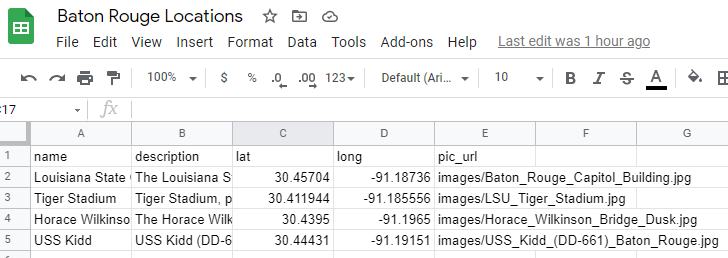 Baton Rouge Locations
File Edit View Insert Format Data Tools Add-ons Help Last edit was 1 hour ago
100% $ % .0 .00 123 Default (Ari... 10 B I S A
17 fx
A B C D E F G
1 name description lat long pic_url
2 Louisiana State The Louisiana S 30.45704 -91.18736 images/Baton_Rouge_Capitol_Building.jpg
3 Tiger Stadium Tiger Stadium, p 30.411944 -91.185556 images/LSU_Tiger_Stadium.jpg
4 Horace Wilkinso The Horace Wilk 30.4395 -91.1965 images/Horace_Wilkinson_Bridge_Dusk.jpg
5 USS Kidd USS Kidd (DD-6 30.44431 -91.19151 images/USS_Kidd_(DD-661)_Baton_Rouge.jpg